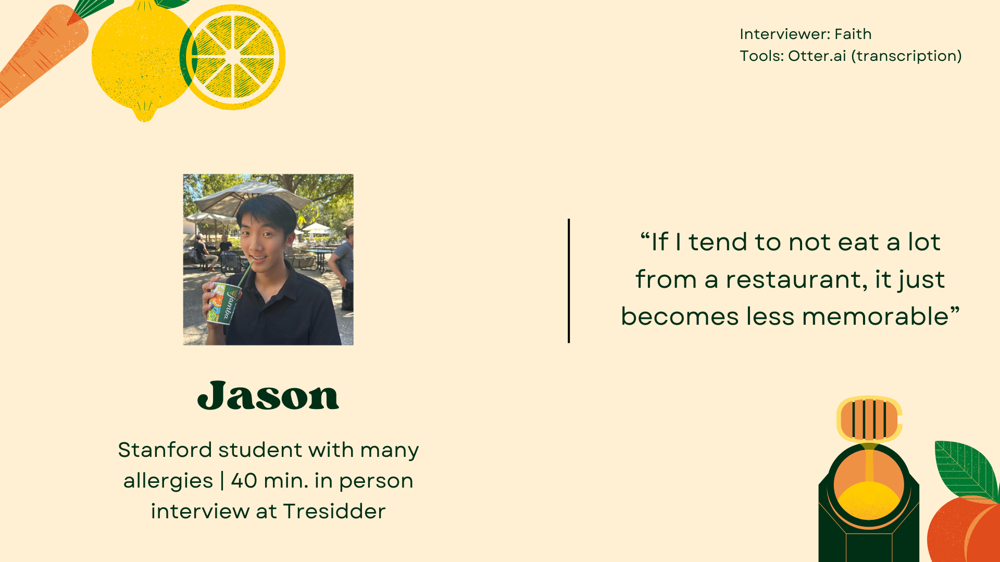 Interviewer: Faith
Tools: Otter.ai (transcription)
jamba
“If I tend to not eat a lot
from a restaurant, it just
becomes less memorable”
Jason
Stanford student with many
allergies | 40 min. in person
interview at Tresidder